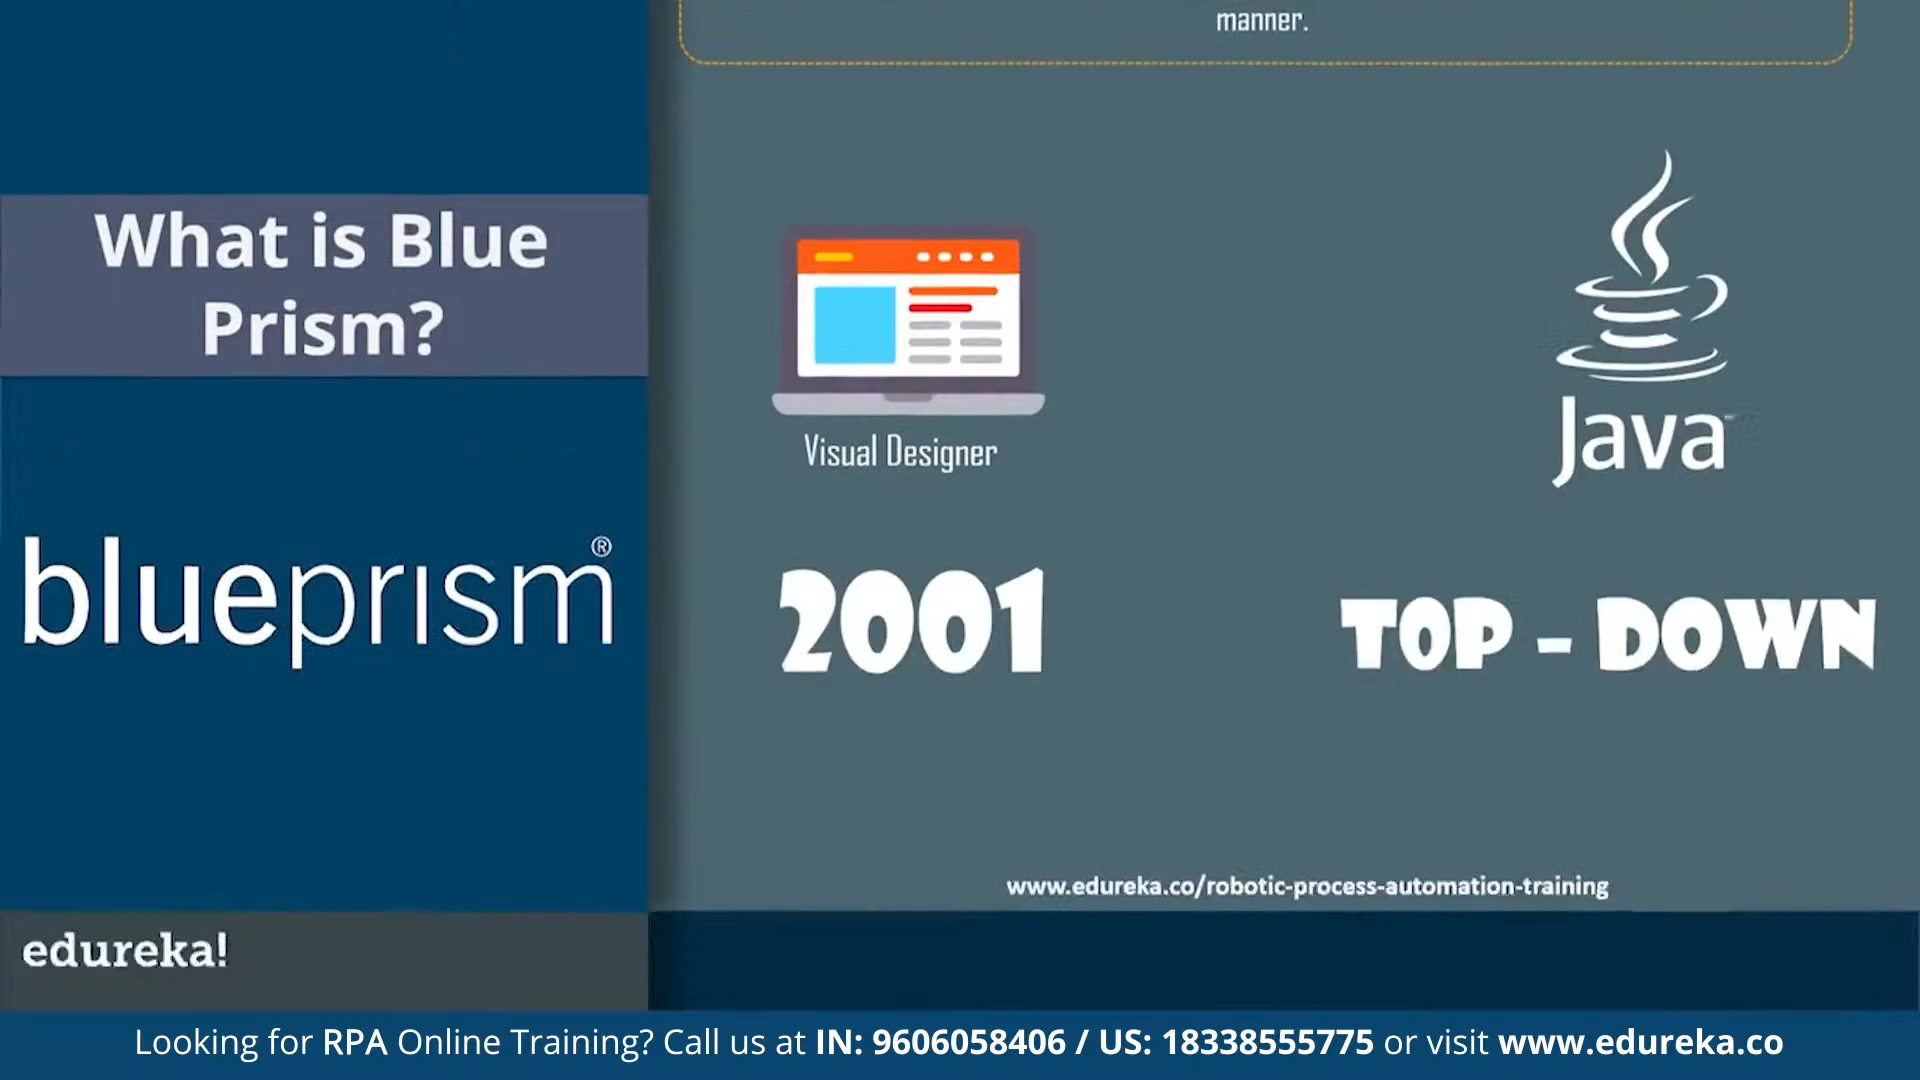 manner.
What is Blue
Prism?
blueprism®
Visual Designer
Java™
2001
TOP - DOWN
www.edureka.co/robotic-process-automation-training
edureka!
Looking for RPA Online Training? Call us at IN: 9606058406 / US: 18338555775 or visit www.edureka.co